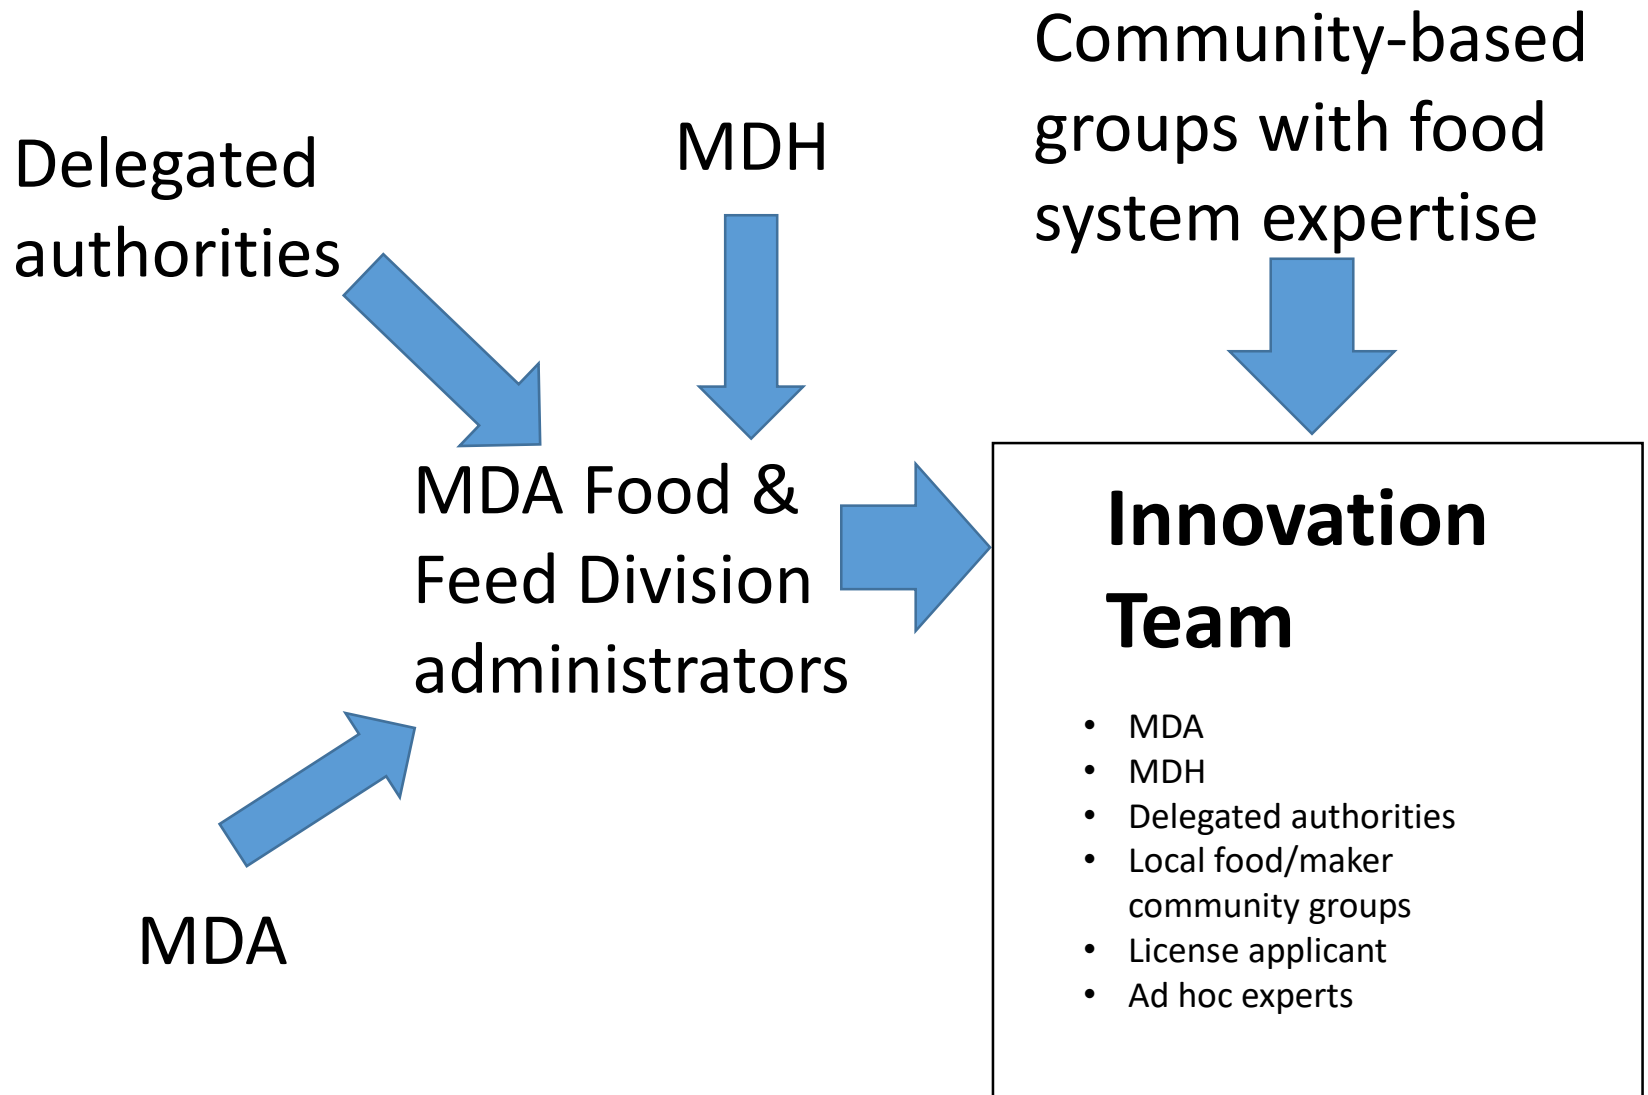 Delegated
authorities
MDH
Community-based
groups with food
system expertise
MDA Food &
Feed Division
administrators
MDA
Innovation
Team
• MDA
• MDH
• Delegated authorities
• Local food/maker
community groups
• License applicant
• Ad hoc experts